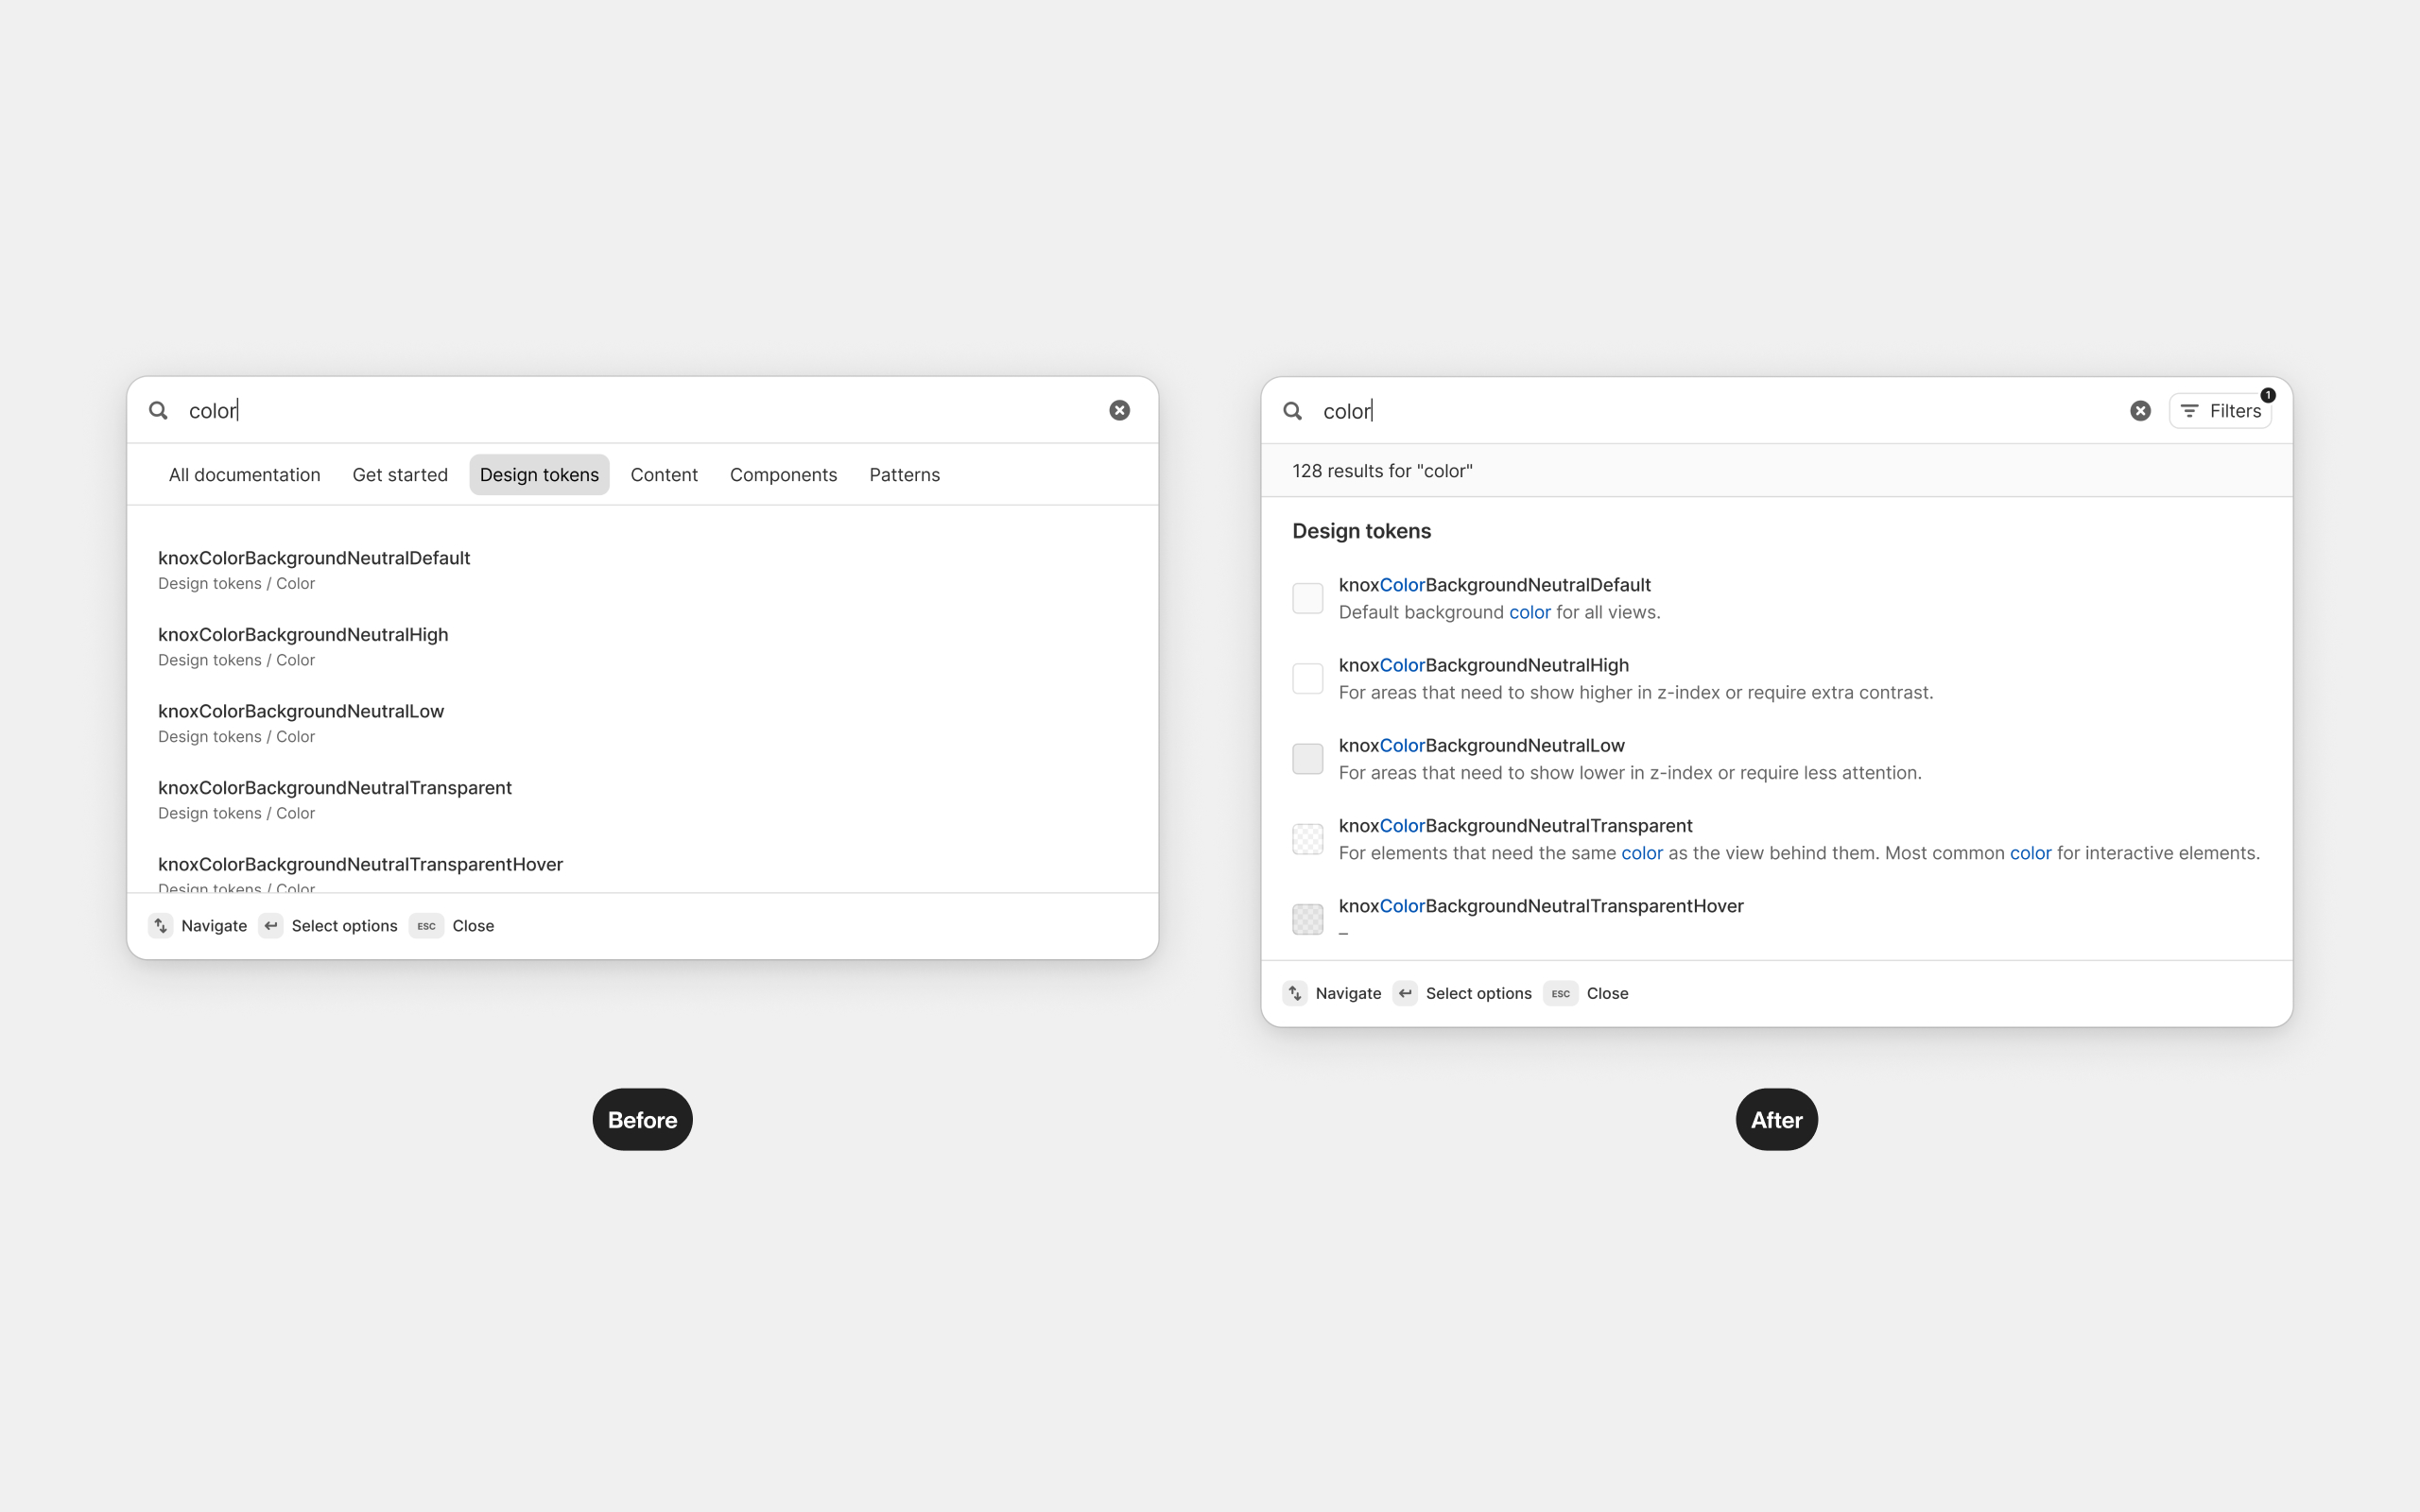 color
All documentation Get started Design tokens Content Components Patterns
knoxColorBackgroundNeutralDefault
Design tokens / Color
knoxColorBackgroundNeutralHigh
Design tokens / Color
knoxColorBackgroundNeutralLow
Design tokens / Color
knoxColorBackgroundNeutralTransparent
Design tokens / Color
knoxColorBackgroundNeutralTransparentHover
Design tokens / Color
Navigate Select options ESC Close
Before
color Filters 1
128 results for "color"
Design tokens
knoxColorBackgroundNeutralDefault
Default background color for all views.
knoxColorBackgroundNeutralHigh
For areas that need to show higher in z-index or require extra contrast.
knoxColorBackgroundNeutralLow
For areas that need to show lower in z-index or require less attention.
knoxColorBackgroundNeutralTransparent
For elements that need the same color as the view behind them. Most common color for interactive elements.
knoxColorBackgroundNeutralTransparentHover
–
Navigate Select options ESC Close
After